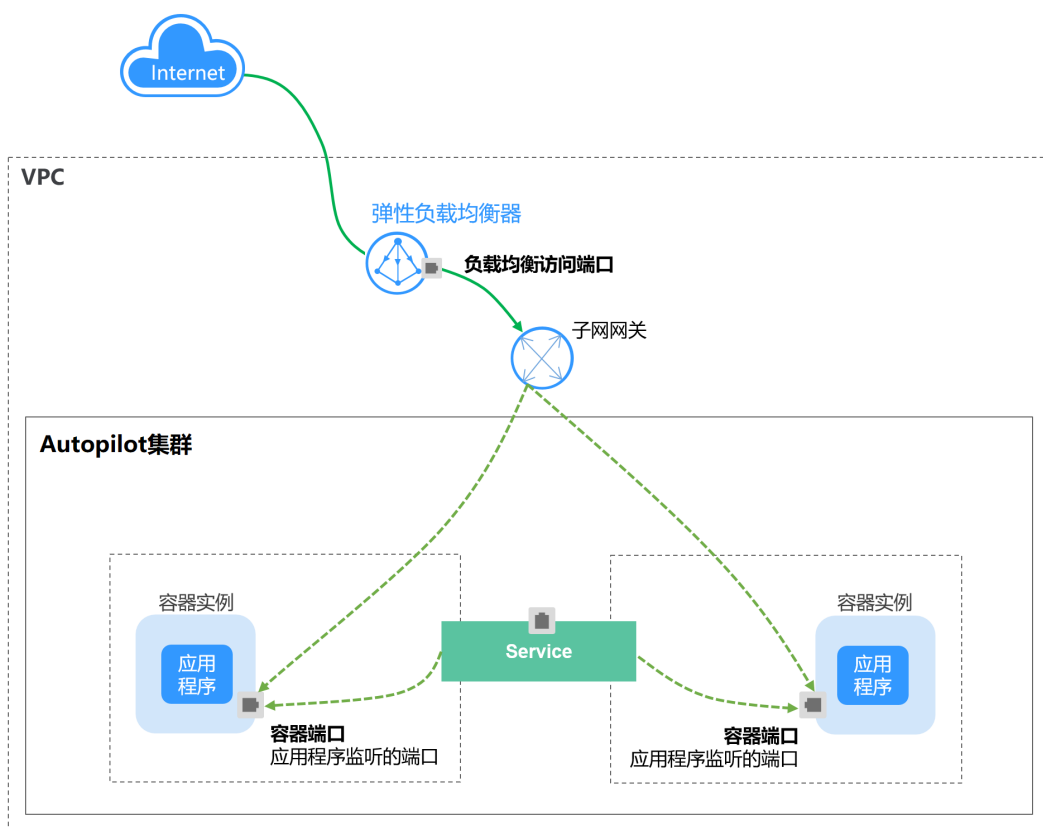 Internet
VPC
弹性负载均衡器
负载均衡访问端口
子网网关
Autopilot集群
容器实例
应用
程序
容器端口
应用程序监听的端口
Service
容器实例
应用
程序
容器端口
应用程序监听的端口